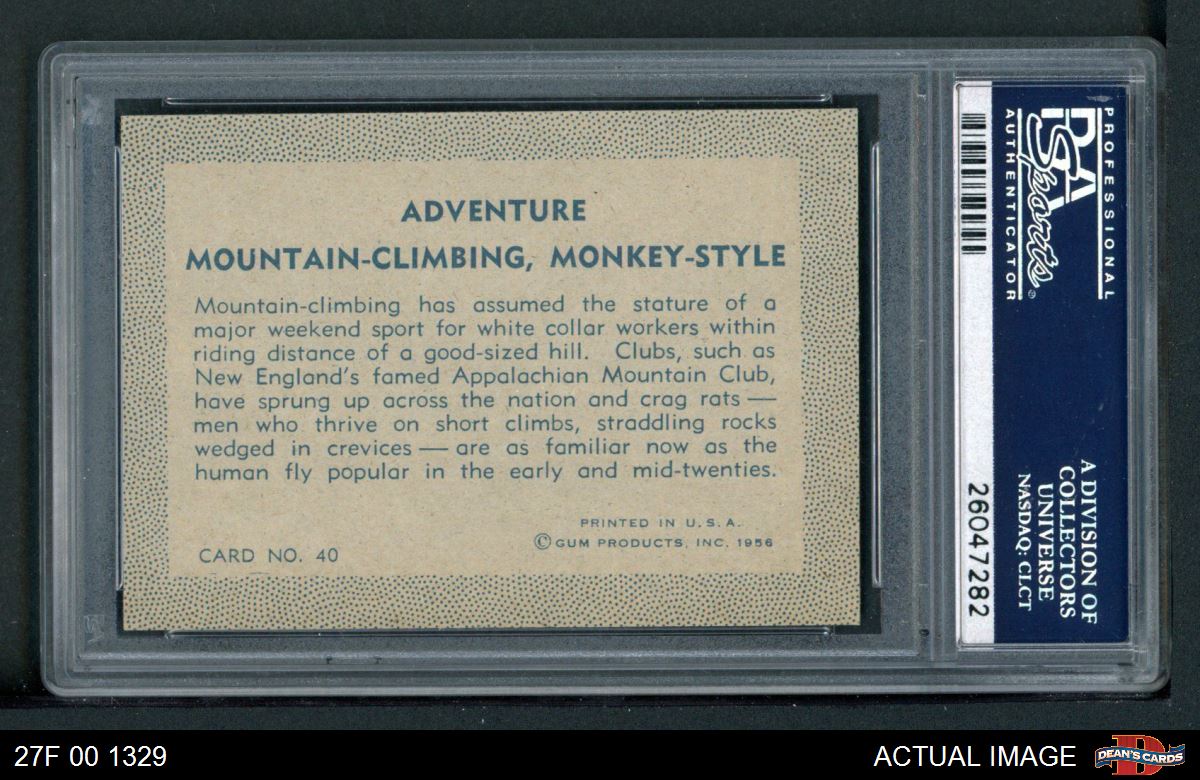 ADVENTURE
MOUNTAIN-CLIMBING, MONKEY-STYLE
Mountain-climbing has assumed the stature of a
major weekend sport for white collar workers within
riding distance of a good-sized hill. Clubs, such as
New England's famed Appalachian Mountain Club,
have sprung up across the nation and crag rats —
men who thrive on short climbs, straddling rocks
wedged in crevices — are as familiar now as the
human fly popular in the early and mid-twenties.
PRINTED IN U.S.A.
© GUM PRODUCTS, INC. 1956
CARD NO. 40
PROFESSIONAL
PSA
Sports®
AUTHENTICATOR
A DIVISION OF
COLLECTORS
UNIVERSE
NASDAQ: CLCT
26047282
27F 00 1329
ACTUAL IMAGE
D
DEAN'S CARDS